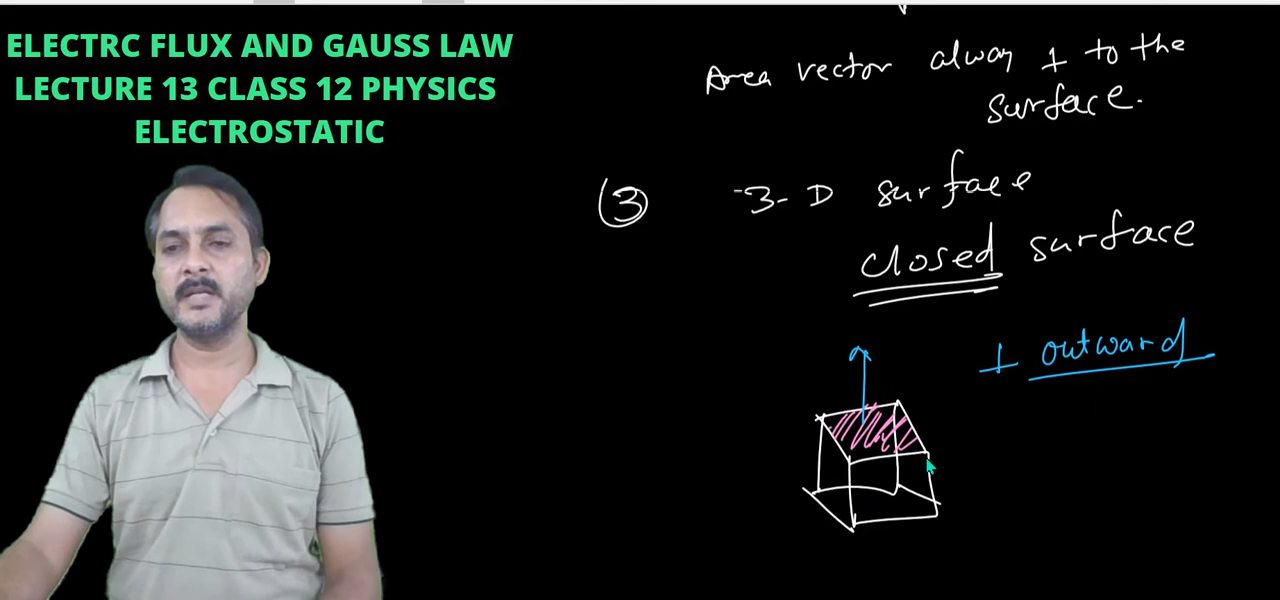 ELECTRC FLUX AND GAUSS LAW
LECTURE 13 CLASS 12 PHYSICS
ELECTROSTATIC
Area vector alway ⊥ to the
surface.
(3) 3-D surface
closed surface
⊥ outward